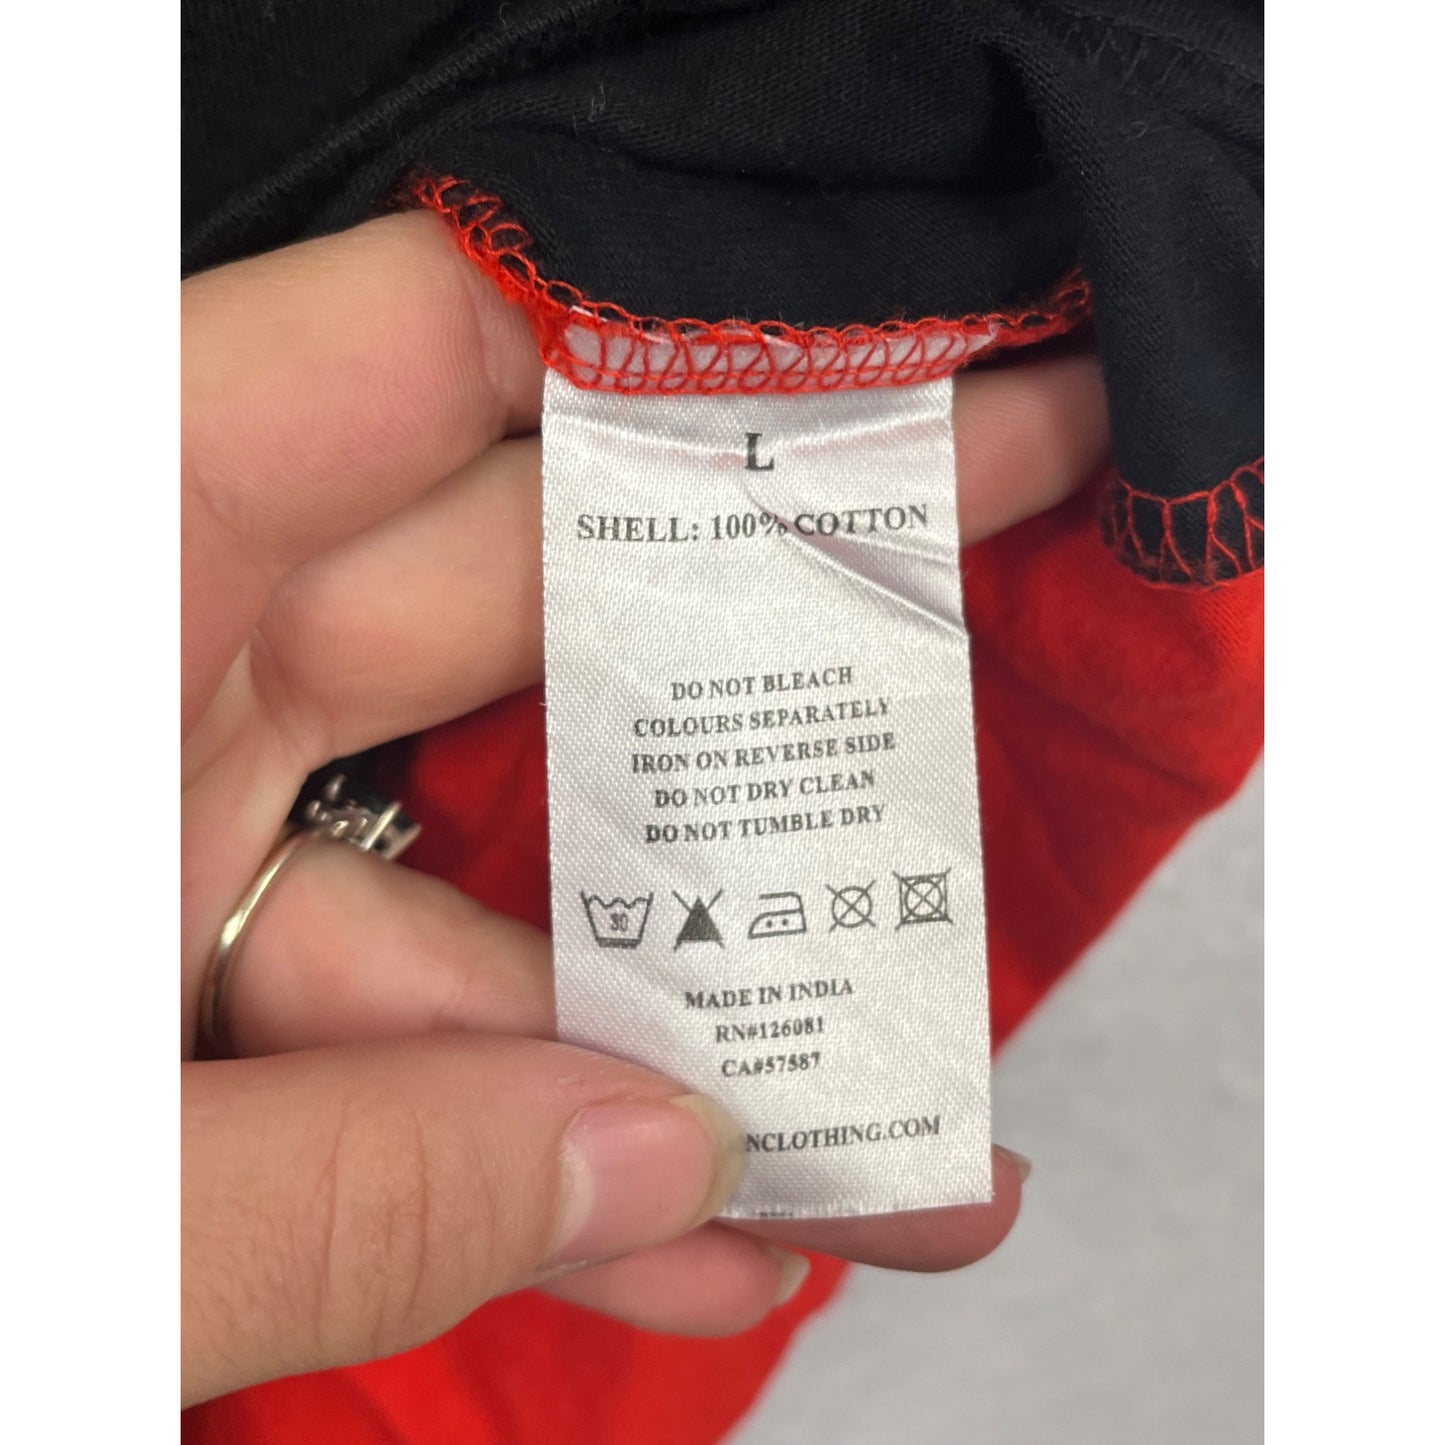 L
SHELL: 100% COTTON
DO NOT BLEACH
COLOURS SEPARATELY
IRON ON REVERSE SIDE
DO NOT DRY CLEAN
DO NOT TUMBLE DRY
30
MADE IN INDIA
RN#126081
CA#57587
NCLOTHING.COM